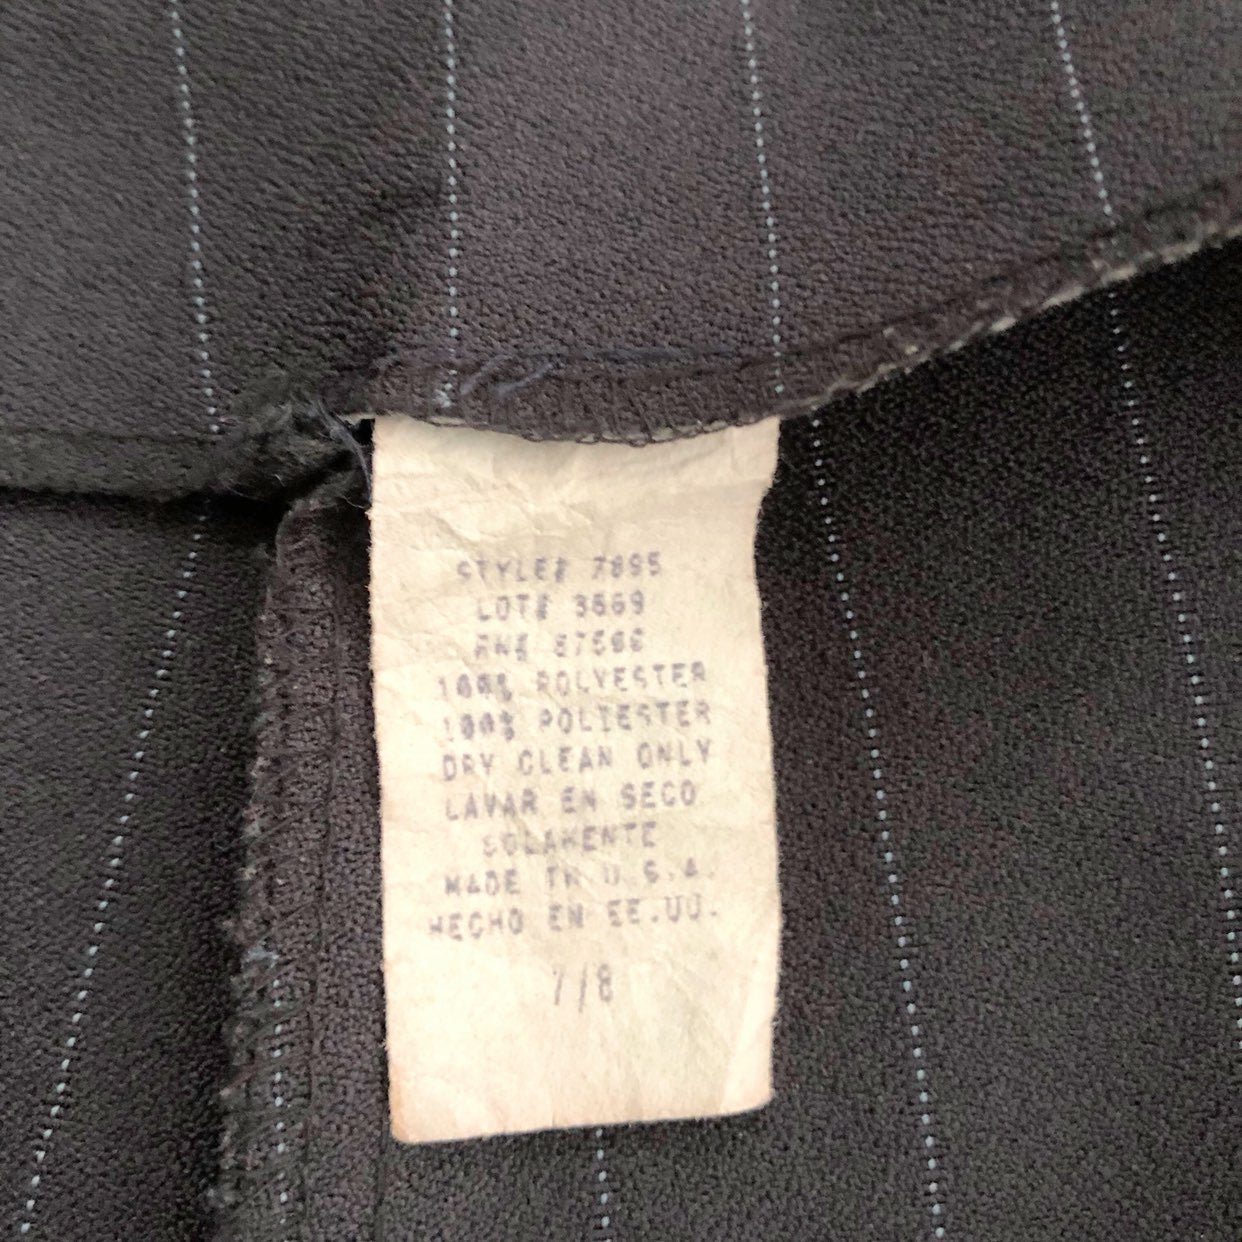 STYLE# 7895
LOT# 3669
RN#
100% POLYESTER
100% POLIESTER
DRY CLEAN ONLY
LAVAR EN SECO
SOLAMENTE
MADE IN U.S.A.
HECHO EN EE.UU.
7/8